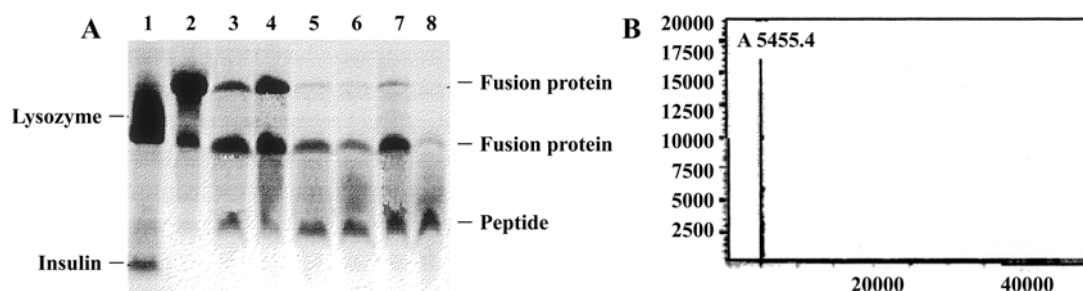 A
1 2 3 4 5 6 7 8
Fusion protein
Lysozyme
Fusion protein
Peptide
Insulin
B
20000
A 5455.4
17500
15000
12500
10000
7500
5000
2500
20000 40000